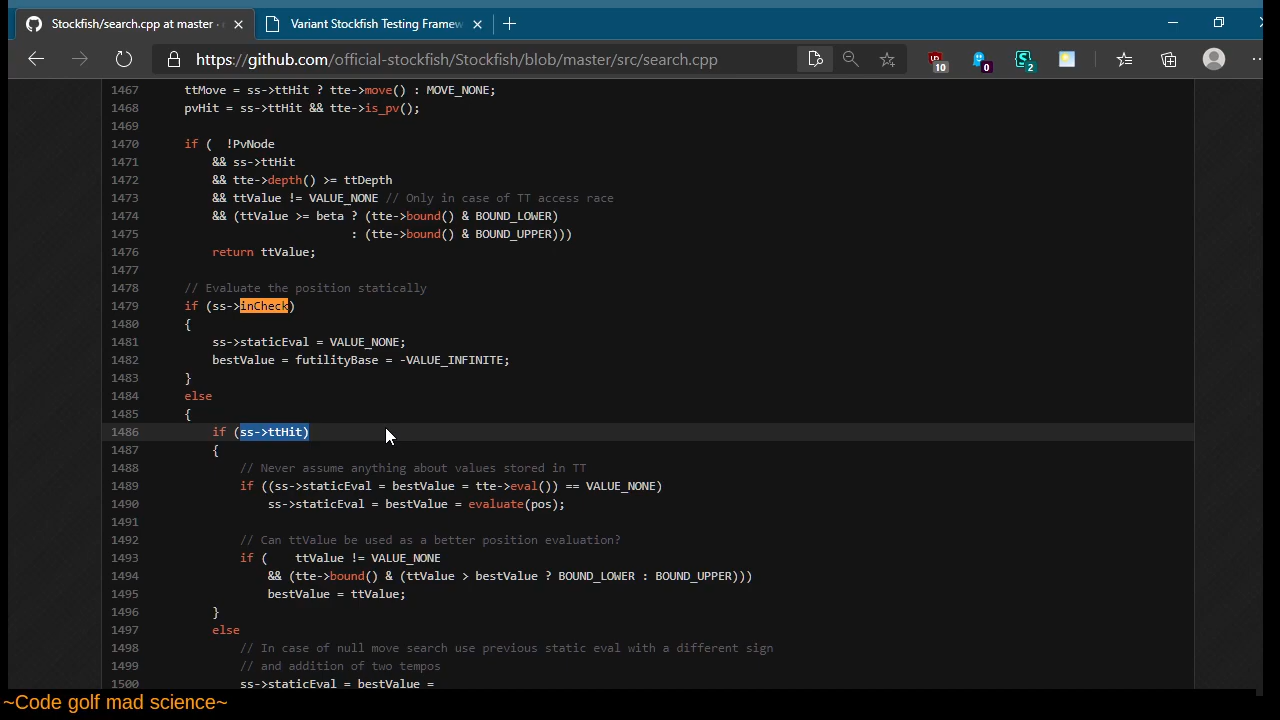 Stockfish/search.cpp at master ·
Variant Stockfish Testing Framew
https://github.com/official-stockfish/Stockfish/blob/master/src/search.cpp
10
0
2
1467 ttMove = ss->ttHit ? tte->move() : MOVE_NONE;
1468 pvHit = ss->ttHit && tte->is_pv();
1469
1470 if ( !PvNode
1471 && ss->ttHit
1472 && tte->depth() >= ttDepth
1473 && ttValue != VALUE_NONE // Only in case of TT access race
1474 && (ttValue >= beta ? (tte->bound() & BOUND_LOWER)
1475 : (tte->bound() & BOUND_UPPER)))
1476 return ttValue;
1477
1478 // Evaluate the position statically
1479 if (ss->inCheck)
1480 {
1481 ss->staticEval = VALUE_NONE;
1482 bestValue = futilityBase = -VALUE_INFINITE;
1483 }
1484 else
1485 {
1486 if (ss->ttHit)
1487 {
1488 // Never assume anything about values stored in TT
1489 if ((ss->staticEval = bestValue = tte->eval()) == VALUE_NONE)
1490 ss->staticEval = bestValue = evaluate(pos);
1491
1492 // Can ttValue be used as a better position evaluation?
1493 if ( ttValue != VALUE_NONE
1494 && (tte->bound() & (ttValue > bestValue ? BOUND_LOWER : BOUND_UPPER)))
1495 bestValue = ttValue;
1496 }
1497 else
1498 // In case of null move search use previous static eval with a different sign
1499 // and addition of two tempos
1500 ss->staticEval = bestValue =
~Code golf mad science~